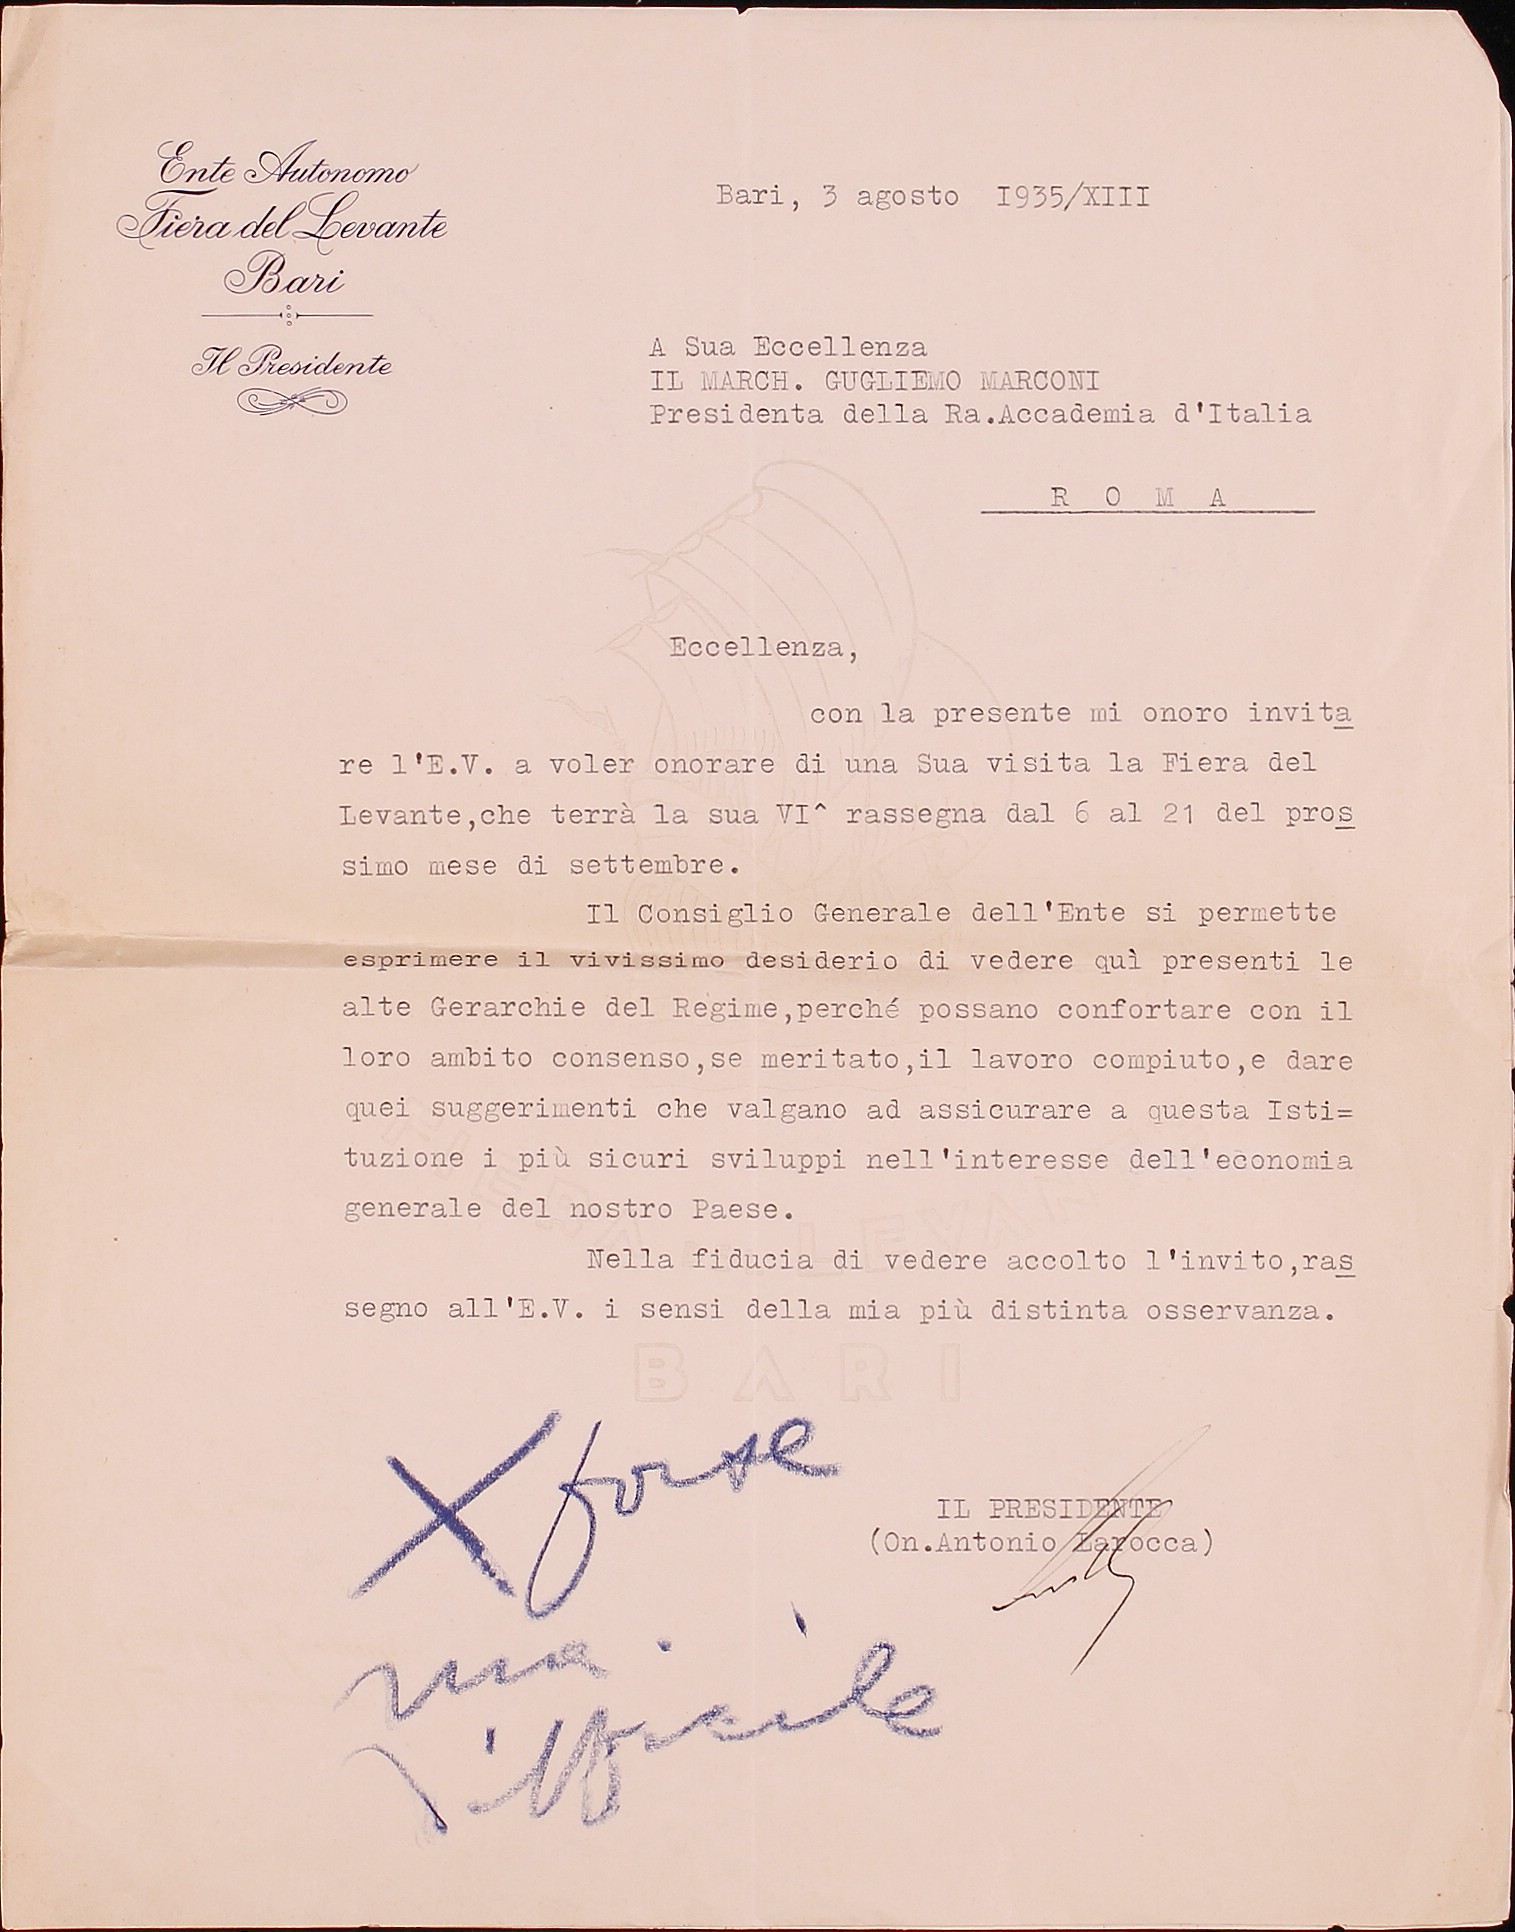 Ente Autonomo
Fiera del Levante
Bari
Il Presidente
Bari, 3 agosto 1935/XIII
A Sua Eccellenza
IL MARCH. GUGLIEMO MARCONI
Presidenta della Ra.Accademia d'Italia
R O M A
Eccellenza,
con la presente mi onoro invita
re l'E.V. a voler onorare di una Sua visita la Fiera del
Levante,che terrà la sua VI^ rassegna dal 6 al 21 del pros
simo mese di settembre.
Il Consiglio Generale dell'Ente si permette
esprimere il vivissimo desiderio di vedere quì presenti le
alte Gerarchie del Regime,perché possano confortare con il
loro ambito consenso,se meritato,il lavoro compiuto,e dare
quei suggerimenti che valgano ad assicurare a questa Isti=
tuzione i più sicuri sviluppi nell'interesse dell'economia
generale del nostro Paese.
FIERA DEL LEVANTE
Nella fiducia di vedere accolto l'invito,ras
segno all'E.V. i sensi della mia più distinta osservanza.
BARI
X forse
IL PRESIDENTE
(On.Antonio Larocca)
ma
difficile